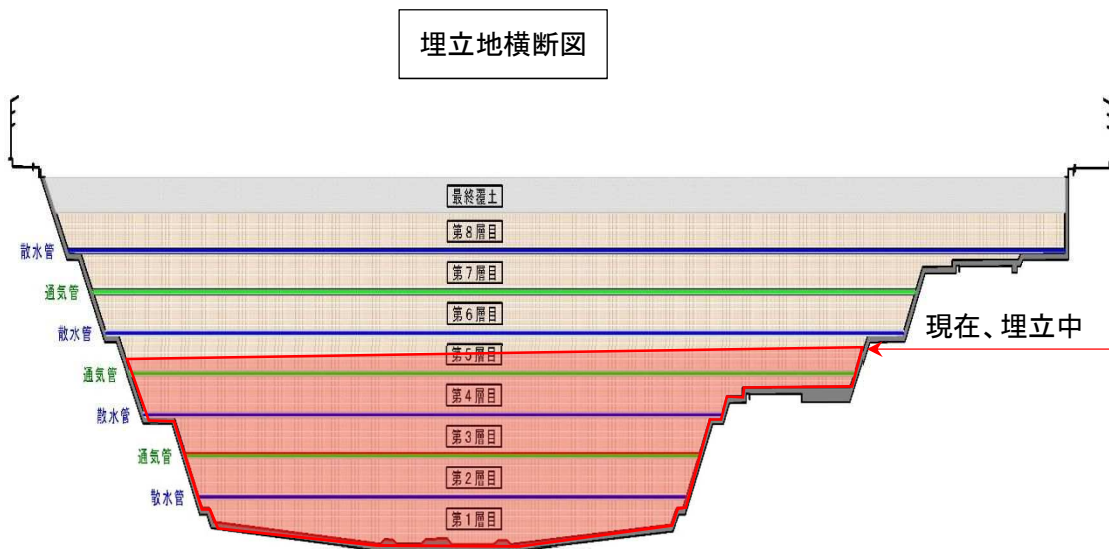 埋立地横断図
最終覆土
第8層目
散水管
第7層目
通気管
第6層目
散水管
現在、埋立中
第5層目
通気管
第4層目
散水管
第3層目
通気管
第2層目
散水管
第1層目